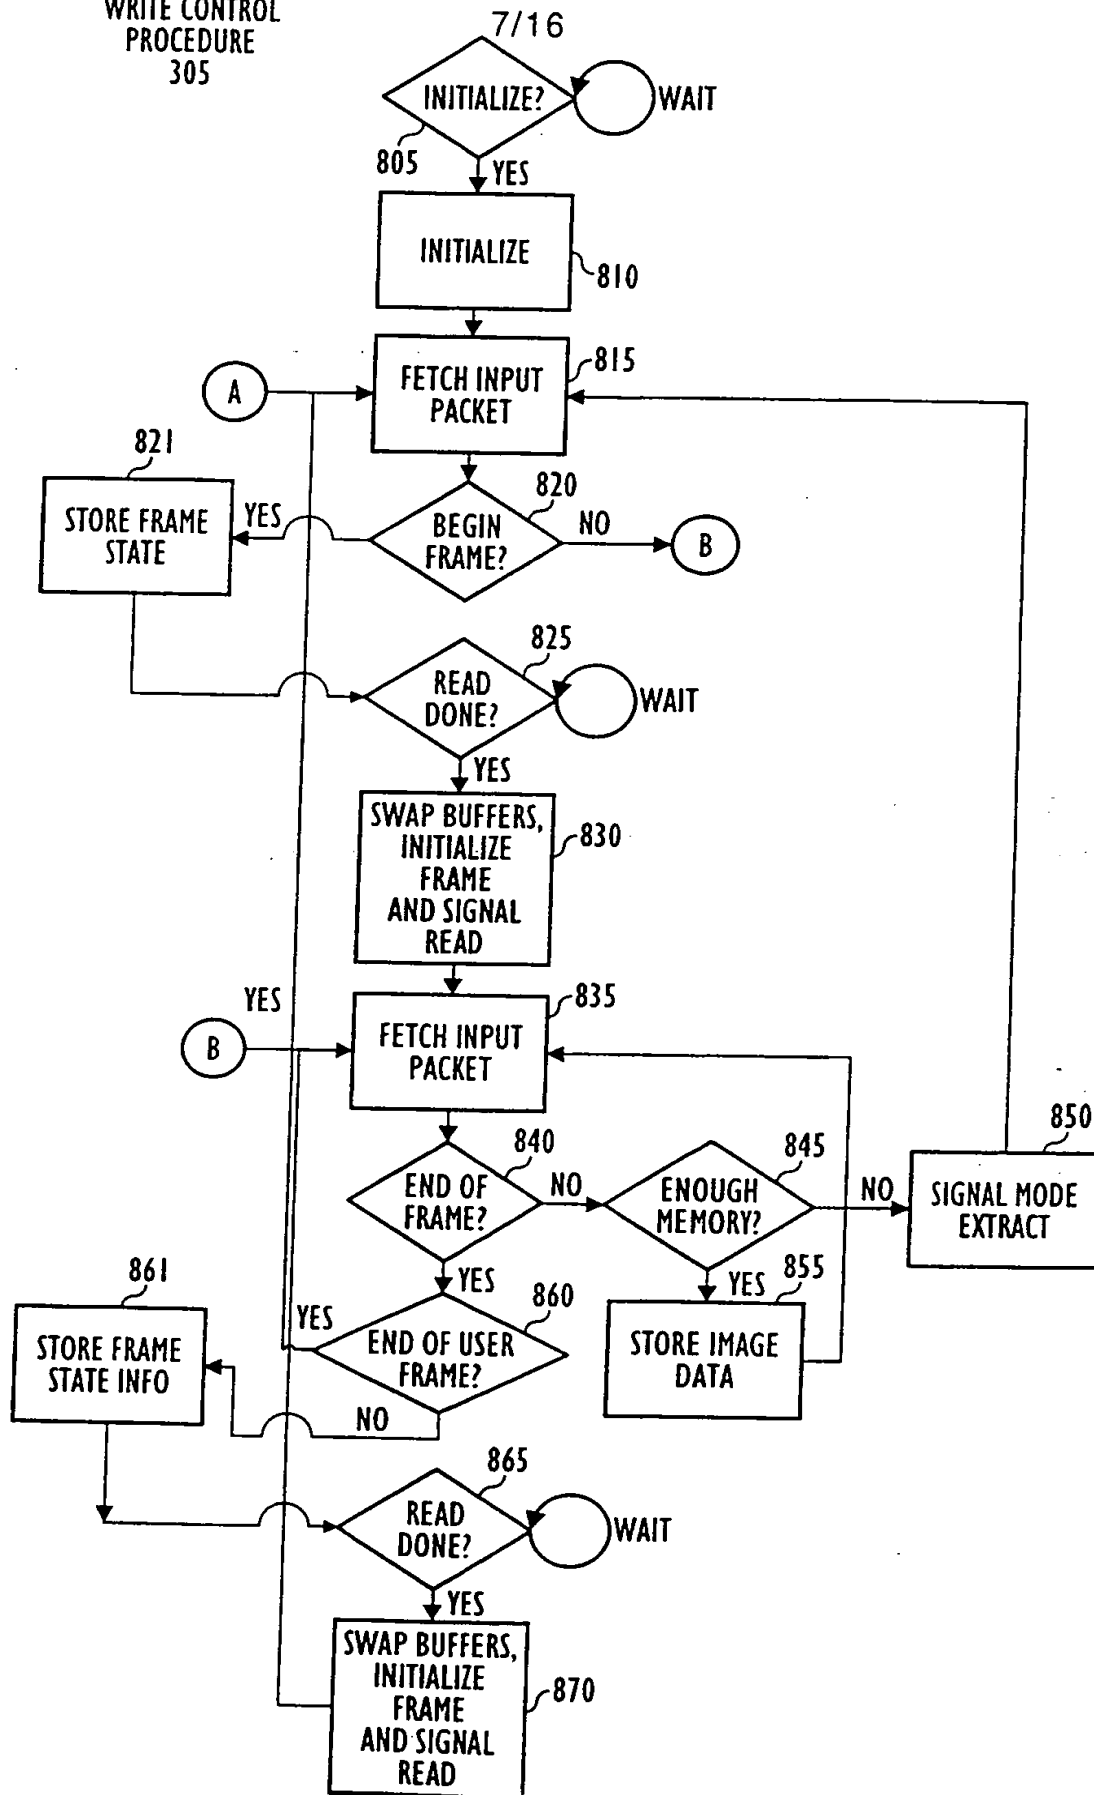 WRITE CONTROL
PROCEDURE
305
7/16
INITIALIZE?
WAIT
805
YES
INITIALIZE
810
FETCH INPUT
PACKET
815
A
821
STORE FRAME
STATE
YES
BEGIN
FRAME?
820
NO
B
825
READ
DONE?
WAIT
YES
SWAP BUFFERS,
INITIALIZE
FRAME
AND SIGNAL
READ
830
YES
B
FETCH INPUT
PACKET
835
END OF
FRAME?
840
NO
ENOUGH
MEMORY?
845
NO
850
SIGNAL MODE
EXTRACT
YES
YES
855
STORE IMAGE
DATA
861
STORE FRAME
STATE INFO
YES
END OF USER
FRAME?
860
NO
865
READ
DONE?
WAIT
YES
SWAP BUFFERS,
INITIALIZE
FRAME
AND SIGNAL
READ
870